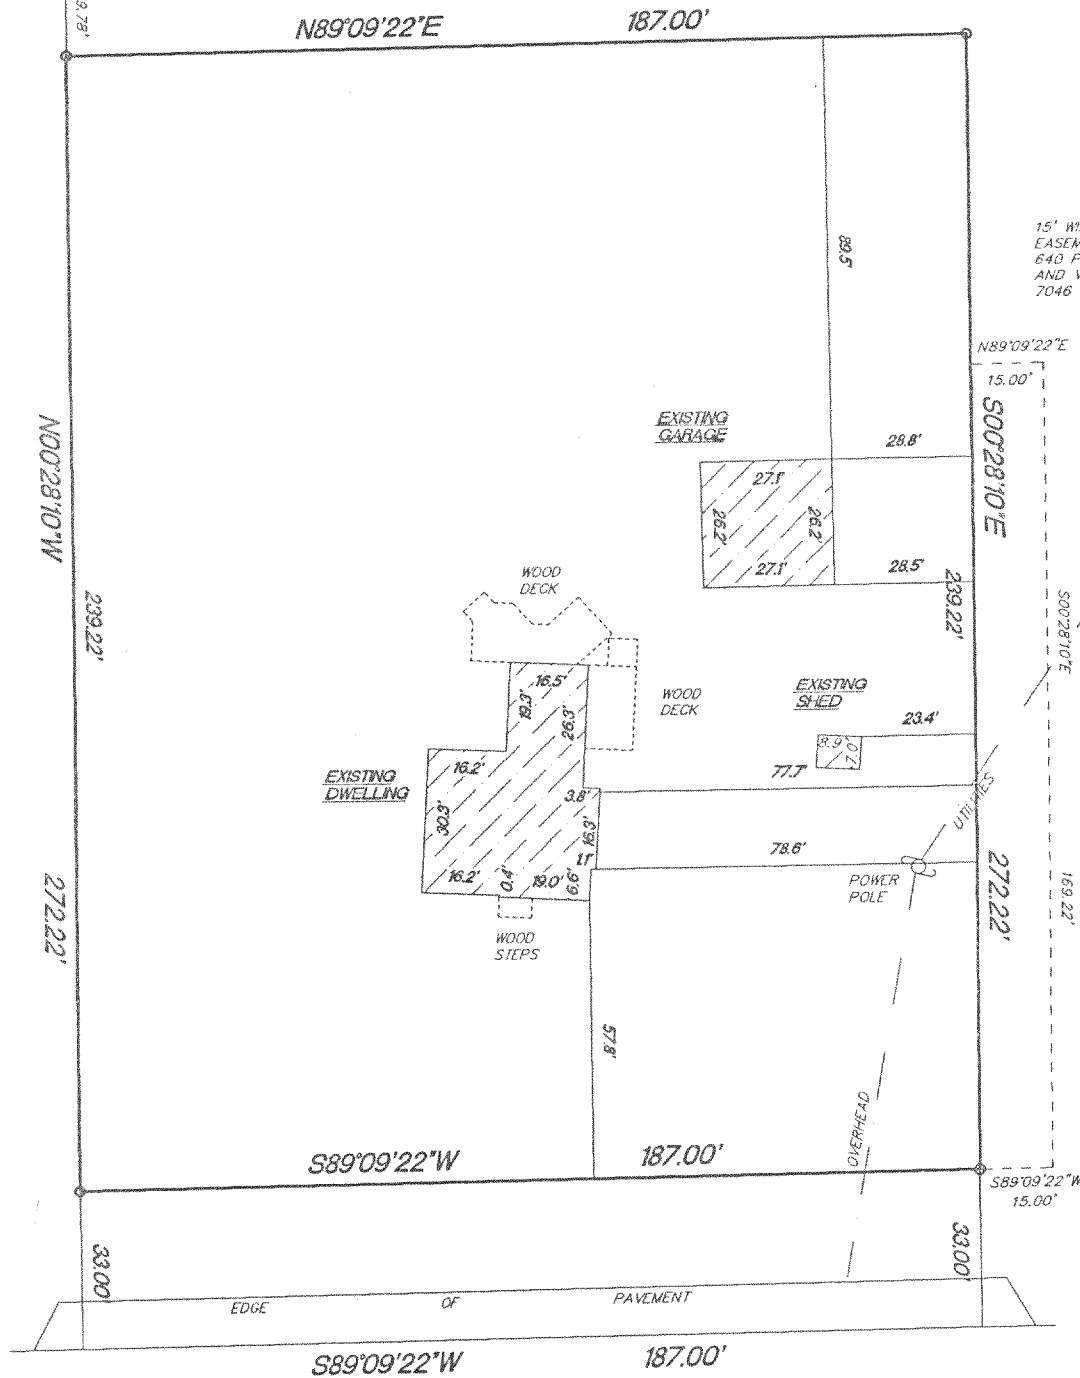 9.78'
N89°09'22"E 187.00'
89.5'
15'
EASEM
640
AND
7046
N89°09'22"E
15.00'
S00°28'10"E
EXISTING
GARAGE
28.8'
27.1'
26.2'
26.2'
27.1'
28.5'
N00°28'10"W
239.22'
239.22'
S00°28'10"E
WOOD
DECK
16.5'
19.3'
26.3'
WOOD
DECK
EXISTING
SHED
23.4'
8.9'
7.0'
EXISTING
DWELLING
16.2'
77.7'
3.8'
30.3'
16.3'
UTILITIES
78.6'
1.1'
16.2'
0.4'
19.0'
6.6'
POWER
POLE
272.22'
272.22'
169.22'
WOOD
STEPS
57.8'
OVERHEAD
S89°09'22"W 187.00'
S89°09'22"W
15.00'
33.00'
33.00'
EDGE OF PAVEMENT
S89°09'22"W 187.00'